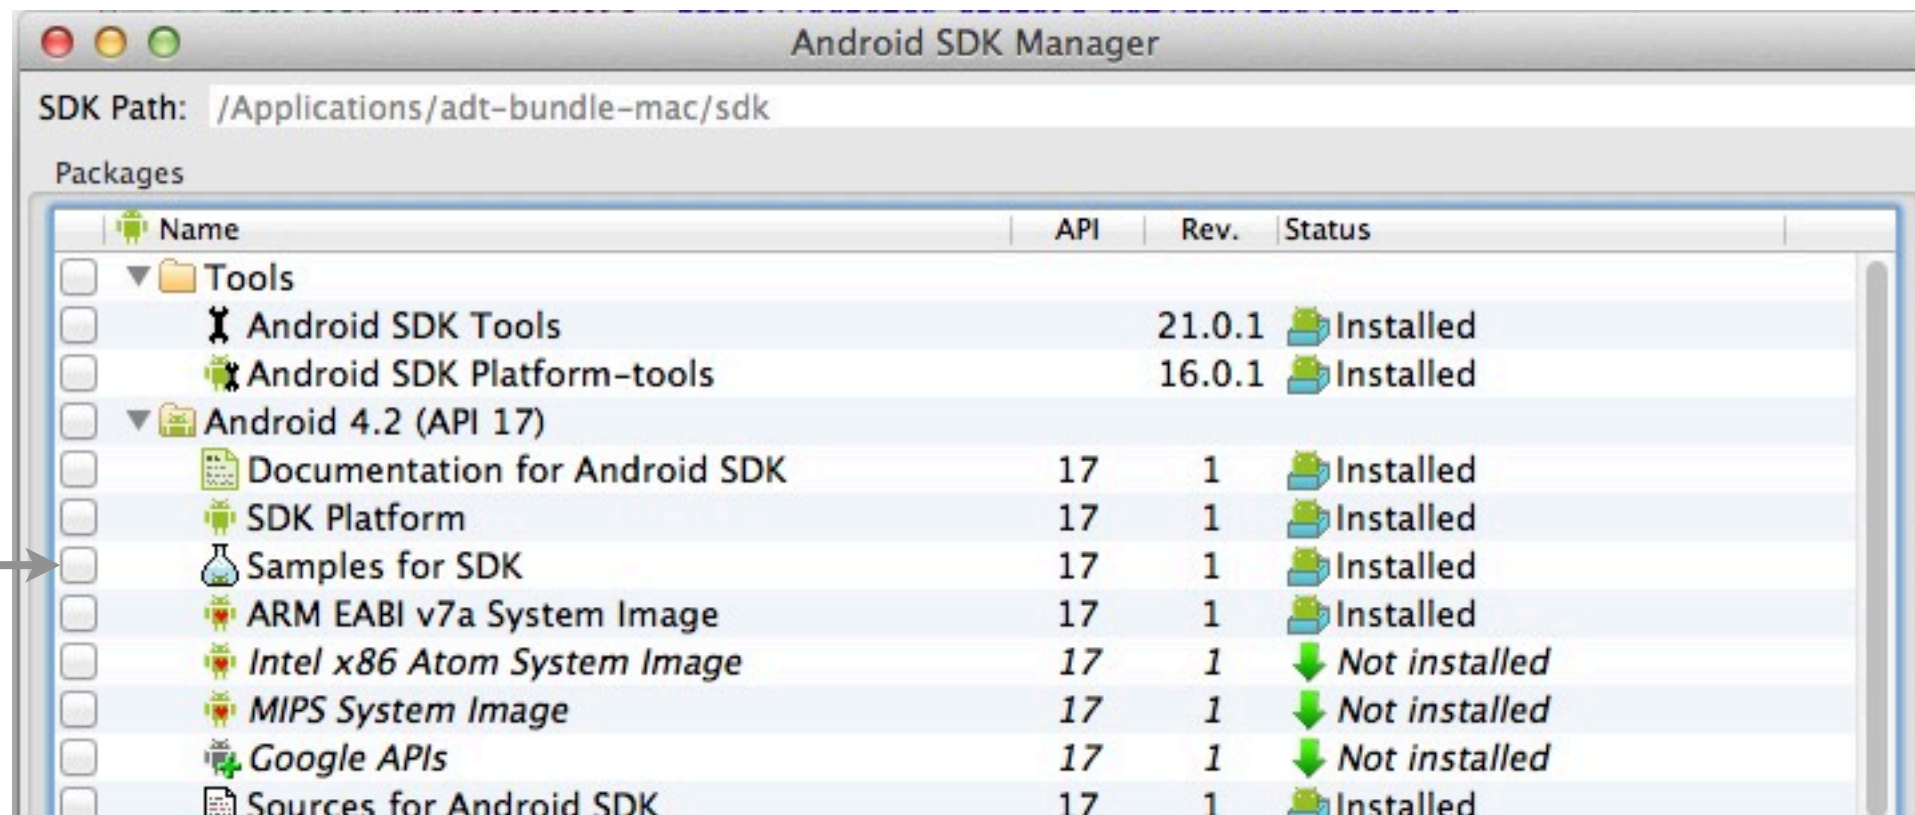 Android SDK Manager
SDK Path: /Applications/adt-bundle-mac/sdk
Packages
Name API Rev. Status
Tools
Android SDK Tools 21.0.1 Installed
Android SDK Platform-tools 16.0.1 Installed
Android 4.2 (API 17)
Documentation for Android SDK 17 1 Installed
SDK Platform 17 1 Installed
Samples for SDK 17 1 Installed
ARM EABI v7a System Image 17 1 Installed
Intel x86 Atom System Image 17 1 Not installed
MIPS System Image 17 1 Not installed
Google APIs 17 1 Not installed
Sources for Android SDK 17 1 Installed